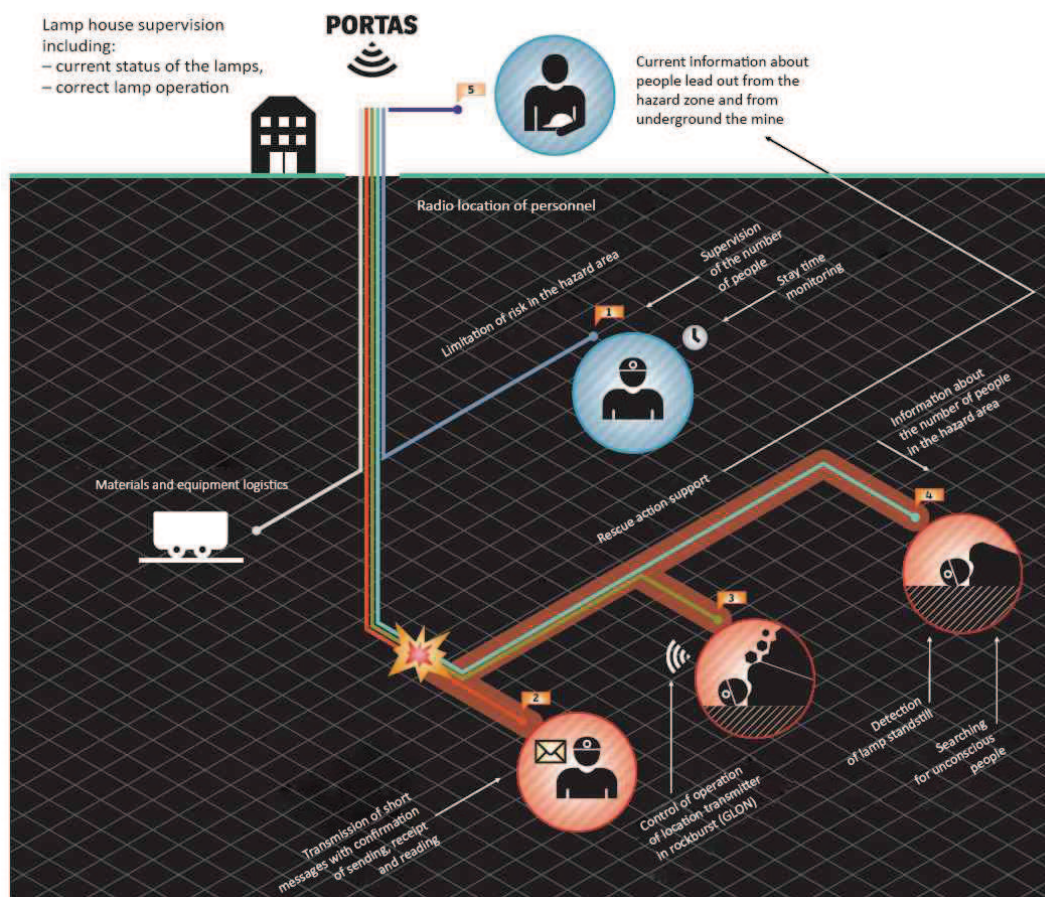 Lamp house supervision
including:
– current status of the lamps,
– correct lamp operation
PORTAS
5
Current information about
people lead out from the
hazard zone and from
underground the mine
Radio location of personnel
Limitation of risk in the hazard area
Supervision
of the number
of people
Stay time
monitoring
1
Information about
the number of people
in the hazard area
Materials and equipment logistics
Rescue action support
4
3
2
Detection
of lamp standstill
Searching
for unconscious
people
Control of operation
of location transmitter
in rockburst (GLON)
Transmission of short
messages with confirmation
of sending, receipt
and reading